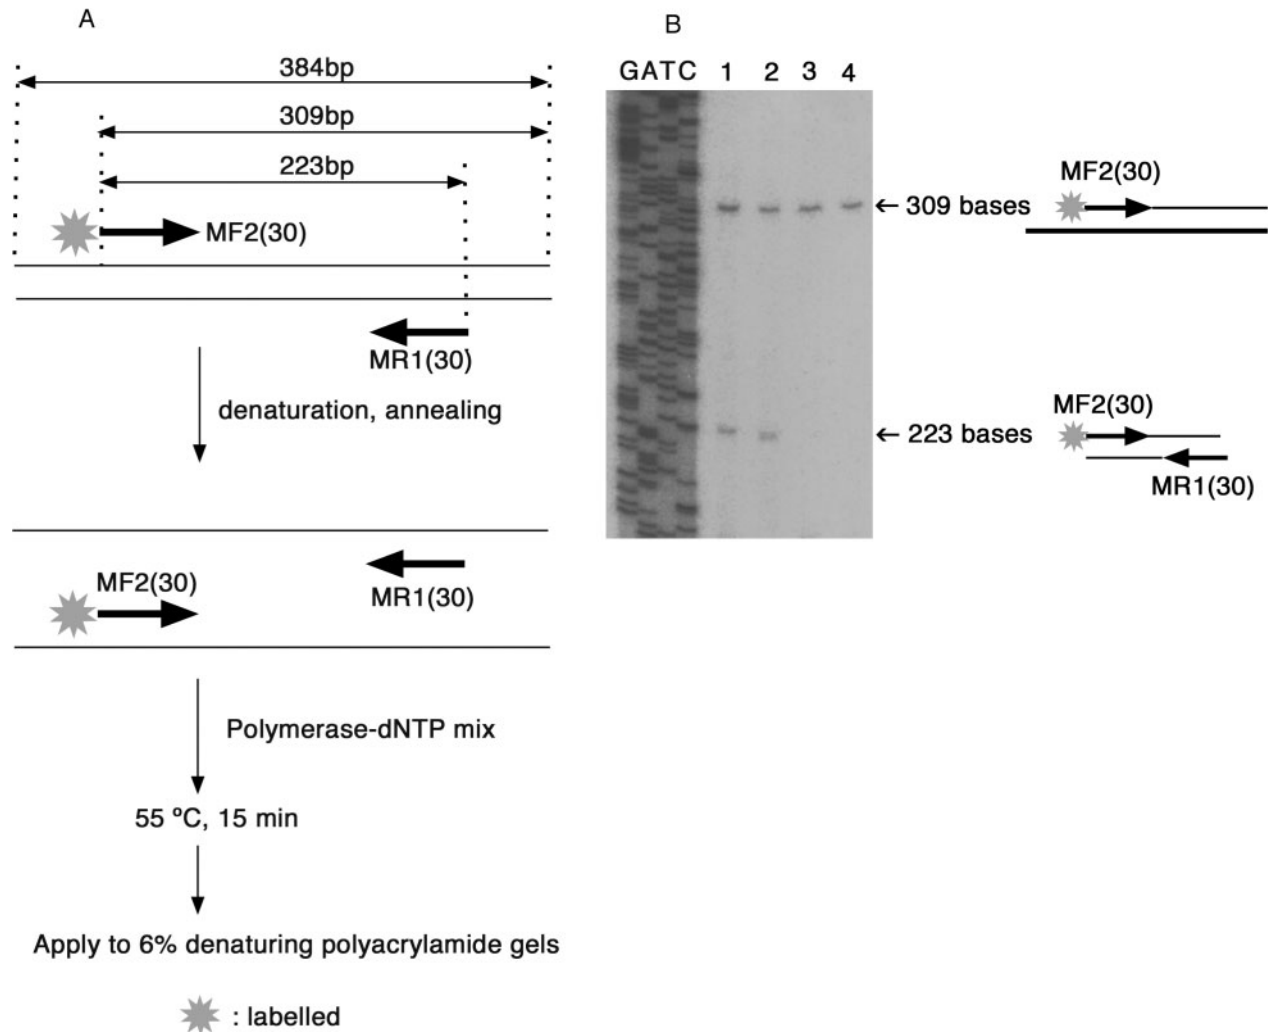 A
384bp
309bp
223bp
MF2(30)
MR1(30)
denaturation, annealing
MF2(30)
MR1(30)
Polymerase-dNTP mix
55 ºC, 15 min
Apply to 6% denaturing polyacrylamide gels
: labelled
B
GATC 1 2 3 4
← 309 bases
MF2(30)
← 223 bases
MF2(30)
MR1(30)